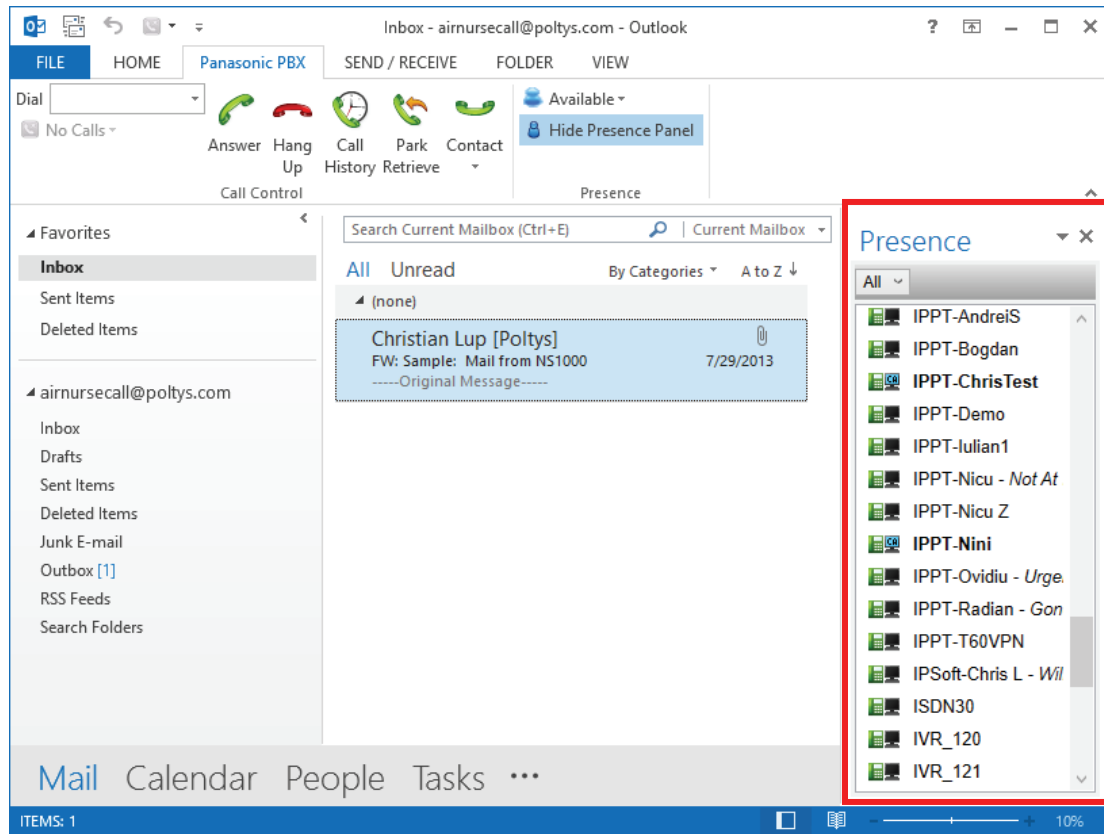 Inbox - airnursecall@poltys.com - Outlook
FILE HOME Panasonic PBX SEND / RECEIVE FOLDER VIEW
Dial
No Calls
Answer
Hang Up
Call History
Park Retrieve
Contact
Call Control
Available
Hide Presence Panel
Presence
Favorites
Inbox
Sent Items
Deleted Items
airnursecall@poltys.com
Inbox
Drafts
Sent Items
Deleted Items
Junk E-mail
Outbox [1]
RSS Feeds
Search Folders
Search Current Mailbox (Ctrl+E) Current Mailbox
All Unread By Categories A to Z
(none)
Christian Lup [Poltys]
FW: Sample: Mail from NS1000 7/29/2013
-----Original Message-----
Presence
All
IPPT-AndreiS
IPPT-Bogdan
CA IPPT-ChrisTest
IPPT-Demo
IPPT-Iulian1
IPPT-Nicu - Not At
IPPT-Nicu Z
CA IPPT-Nini
IPPT-Ovidiu - Urge
IPPT-Radian - Gon
IPPT-T60VPN
IPSoft-Chris L - Wil
ISDN30
IVR_120
IVR_121
Mail Calendar People Tasks •••
ITEMS: 1 10%